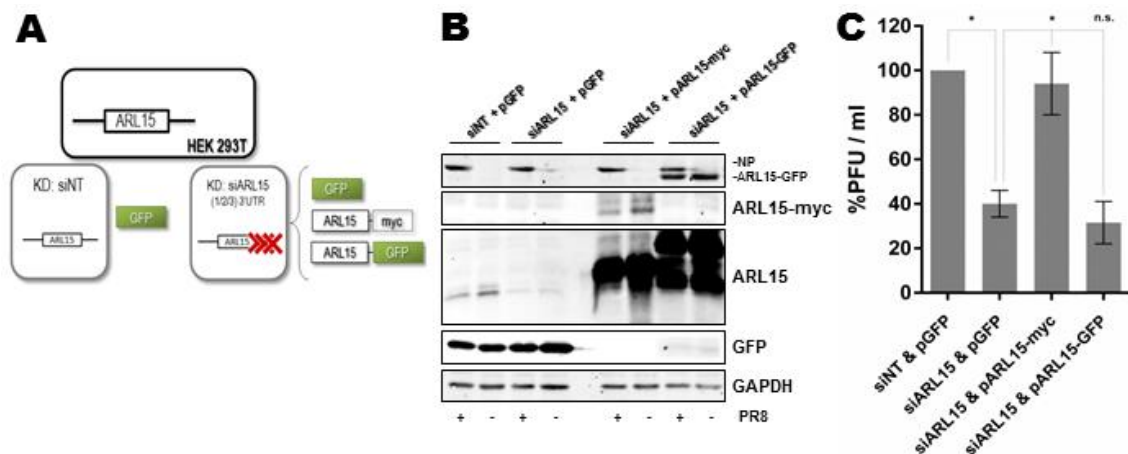 A
ARL15
HEK 293T
KD: siNT
ARL15
GFP
KD: siARL15
(1/2/3)-3'UTR
ARL15
GFP
ARL15 myc
ARL15 GFP
B
siNT + pGFP
siARL15 + pGFP
siARL15 + pARL15-myc
siARL15 + pARL15-GFP
-NP
-ARL15-GFP
ARL15-myc
ARL15
GFP
GAPDH
+ - + - + - + - PR8
C
* * n.s.
%PFU / ml
100
80
60
40
20
0
siNT & pGFP
siARL15 & pGFP
siARL15 & pARL15-myc
siARL15 & pARL15-GFP